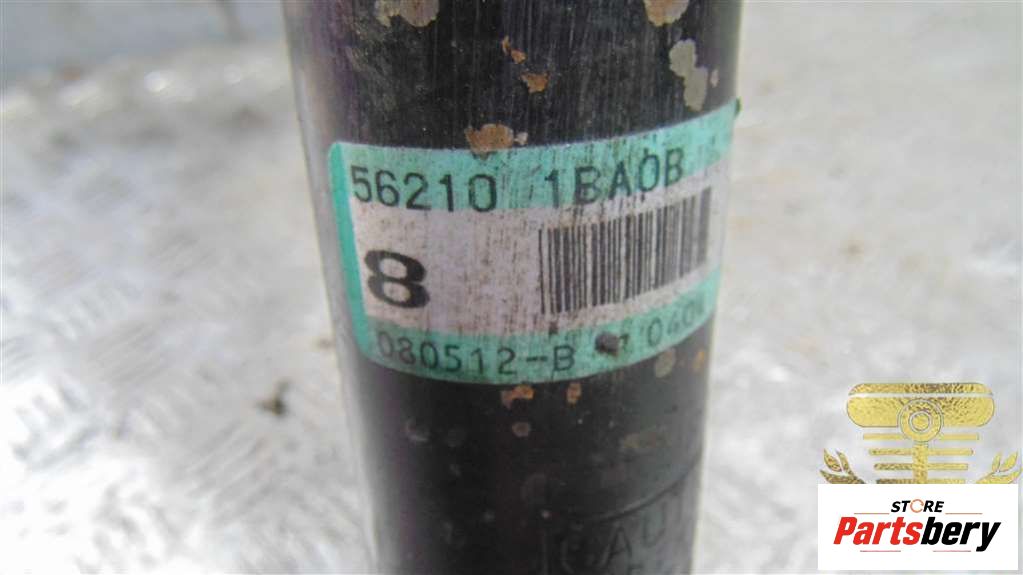 56210 1BA0B
8
080512-B
STORE
Partsbery